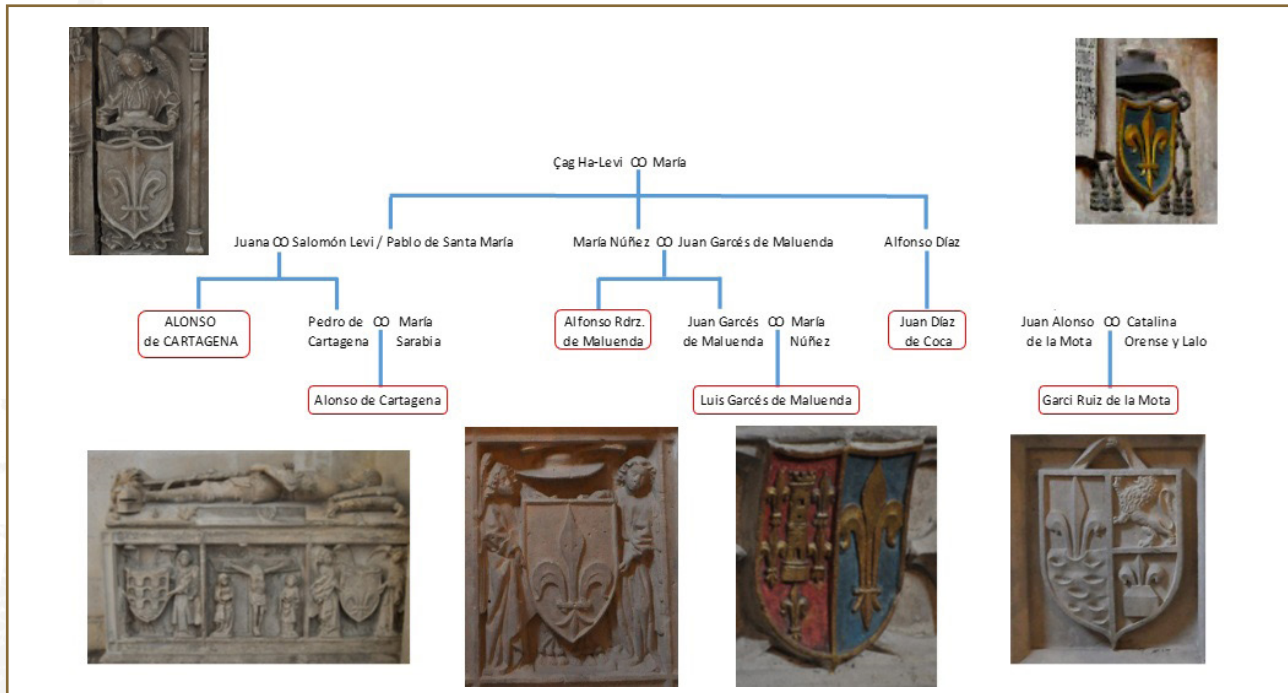 Çag Ha-Levi ꝏ María
Juana ꝏ Salomón Levi / Pablo de Santa María
María Núñez ꝏ Juan Garcés de Maluenda
Alfonso Díaz
ALONSO
de CARTAGENA
Pedro de ꝏ María
Cartagena Sarabia
Alfonso Rdrz.
de Maluenda
Juan Garcés ꝏ María
de Maluenda Núñez
Juan Díaz
de Coca
Juan Alonso ꝏ Catalina
de la Mota Orense y Lalo
Alonso de Cartagena
Luis Garcés de Maluenda
Garci Ruiz de la Mota